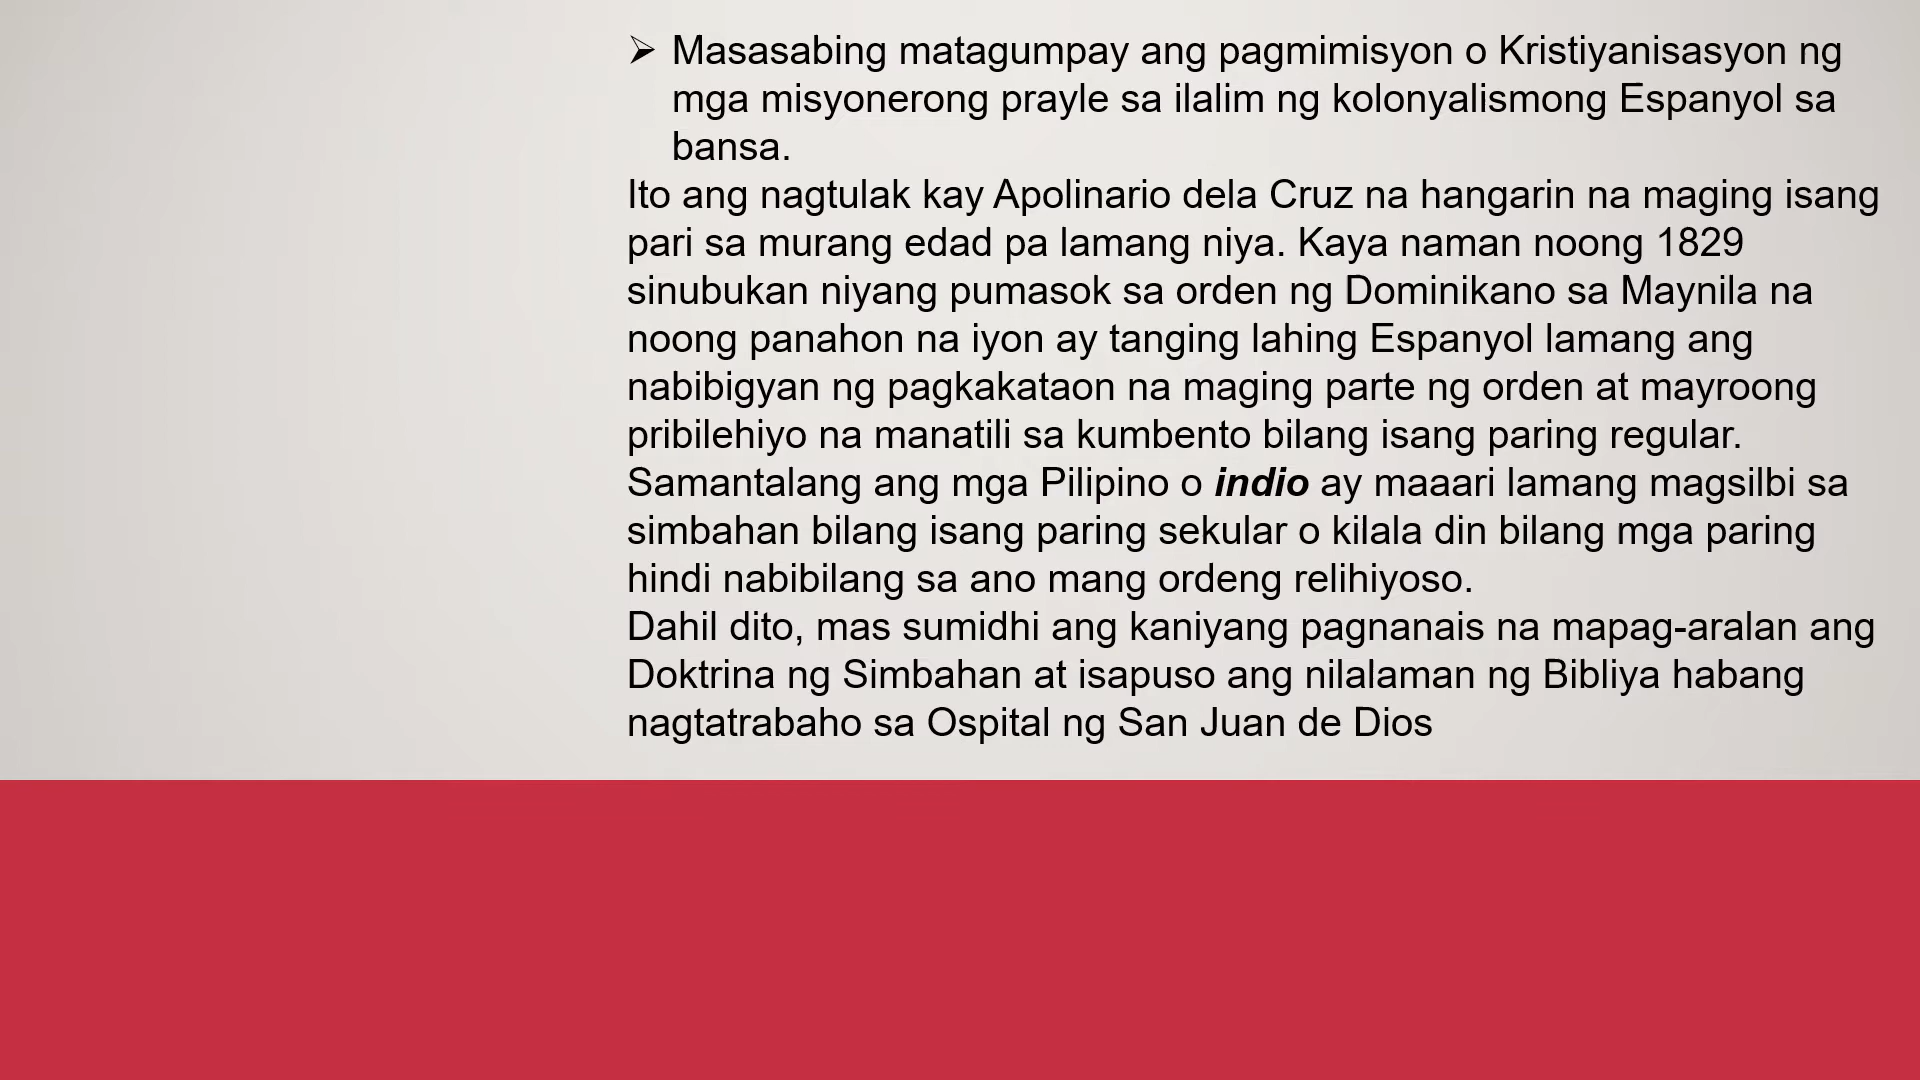 ➢ Masasabing matagumpay ang pagmimisyon o Kristiyanisasyon ng
mga misyonerong prayle sa ilalim ng kolonyalismong Espanyol sa
bansa.
Ito ang nagtulak kay Apolinario dela Cruz na hangarin na maging isang
pari sa murang edad pa lamang niya. Kaya naman noong 1829
sinubukan niyang pumasok sa orden ng Dominikano sa Maynila na
noong panahon na iyon ay tanging lahing Espanyol lamang ang
nabibigyan ng pagkakataon na maging parte ng orden at mayroong
pribilehiyo na manatili sa kumbento bilang isang paring regular.
Samantalang ang mga Pilipino o indio ay maaari lamang magsilbi sa
simbahan bilang isang paring sekular o kilala din bilang mga paring
hindi nabibilang sa ano mang ordeng relihiyoso.
Dahil dito, mas sumidhi ang kaniyang pagnanais na mapag-aralan ang
Doktrina ng Simbahan at isapuso ang nilalaman ng Bibliya habang
nagtatrabaho sa Ospital ng San Juan de Dios